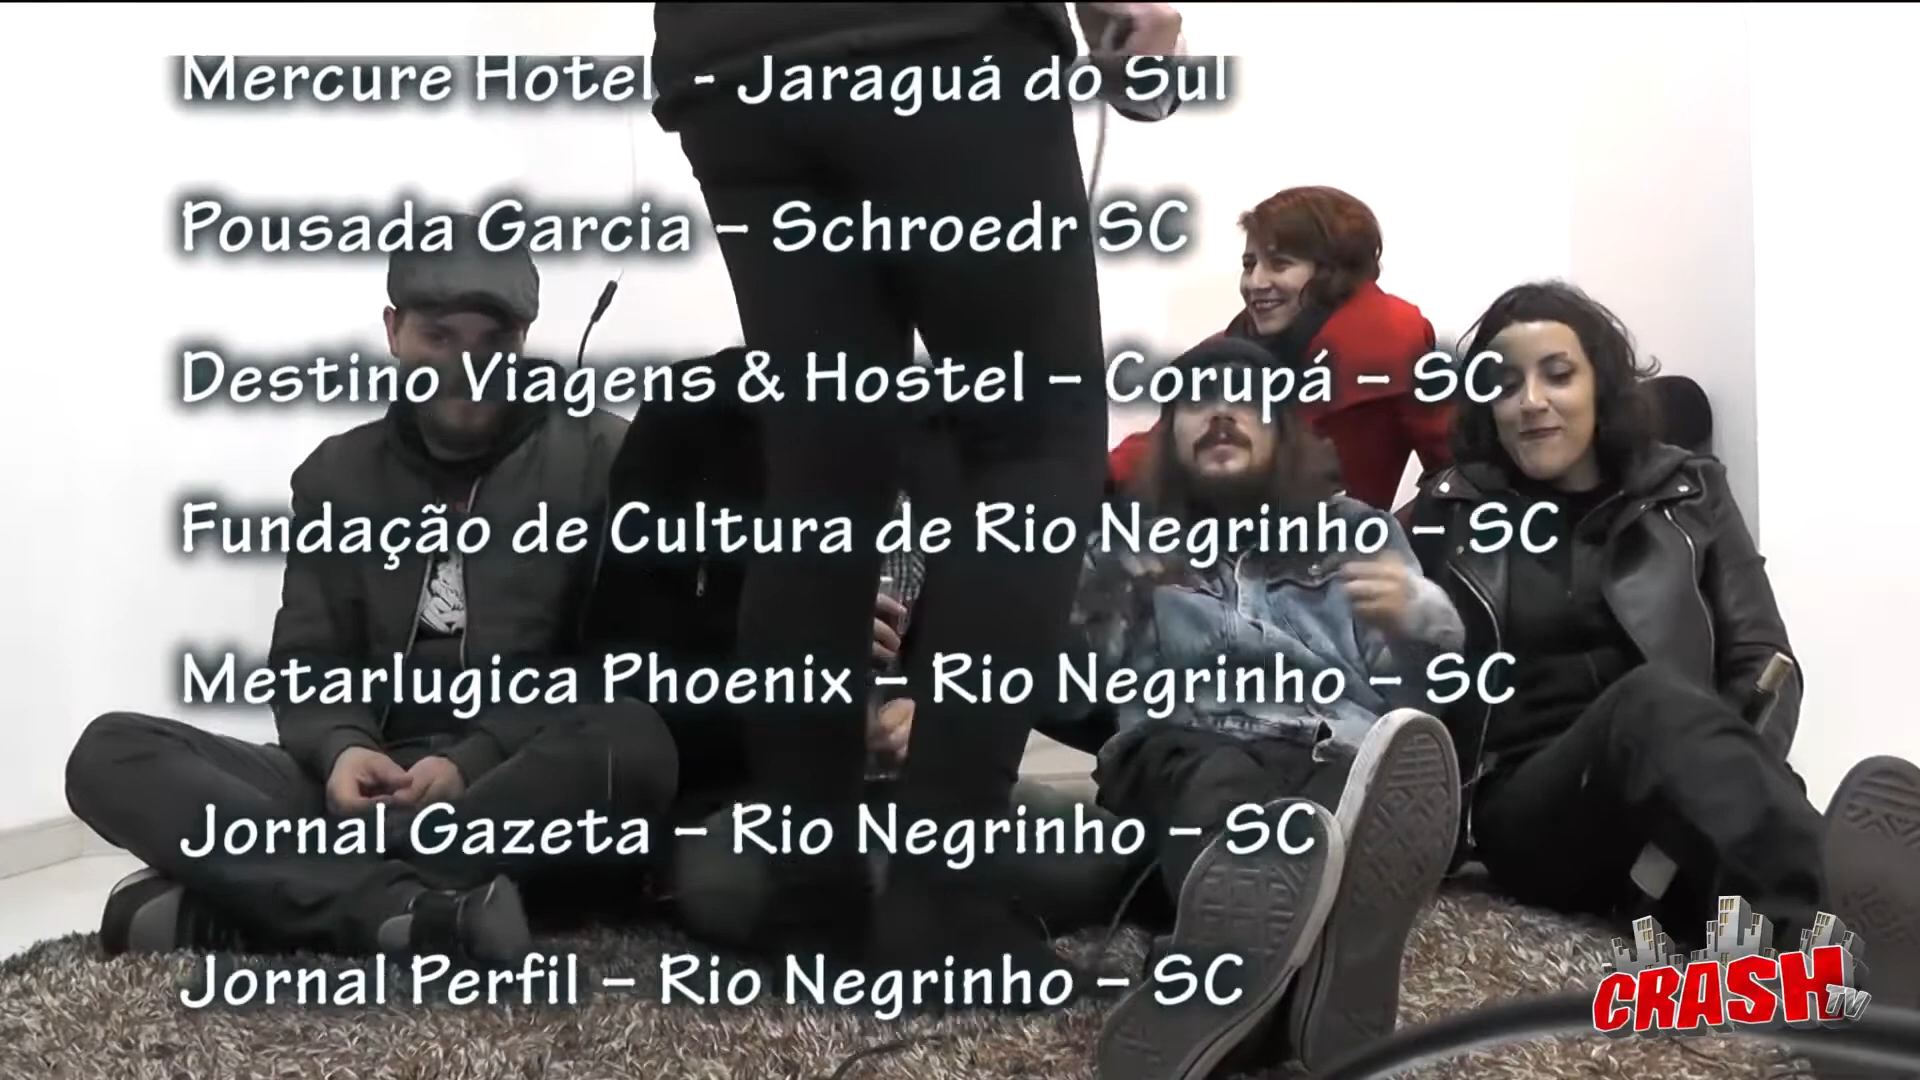 Mercure Hotel - Jaraguá do Sul
Pousada Garcia – Schroedr SC
Destino Viagens & Hostel – Corupá – SC
Fundação de Cultura de Rio Negrinho – SC
Metarlugica Phoenix – Rio Negrinho – SC
Jornal Gazeta – Rio Negrinho – SC
Jornal Perfil – Rio Negrinho – SC
CRASH TV